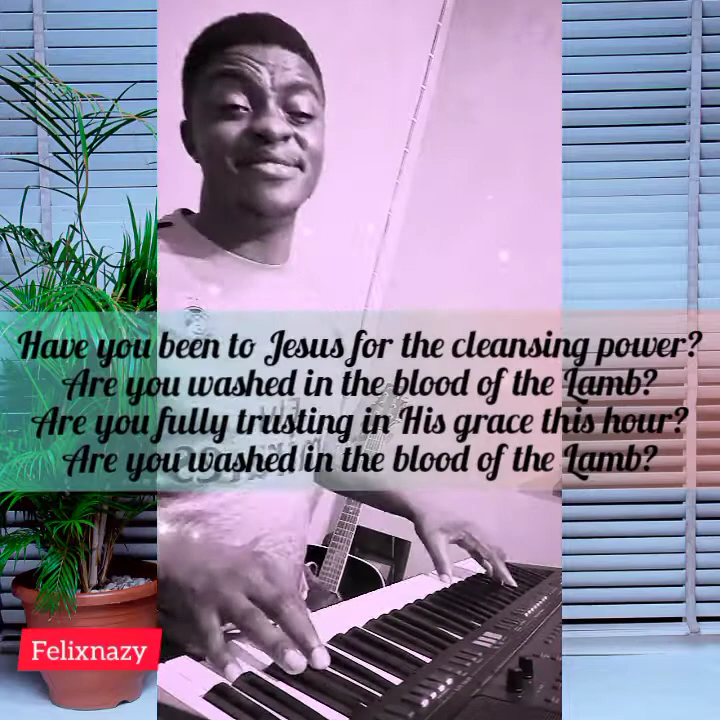 Have you been to Jesus for the cleansing power?
Are you washed in the blood of the Lamb?
Are you fully trusting in His grace this hour?
Are you washed in the blood of the Lamb?
Felixnazy